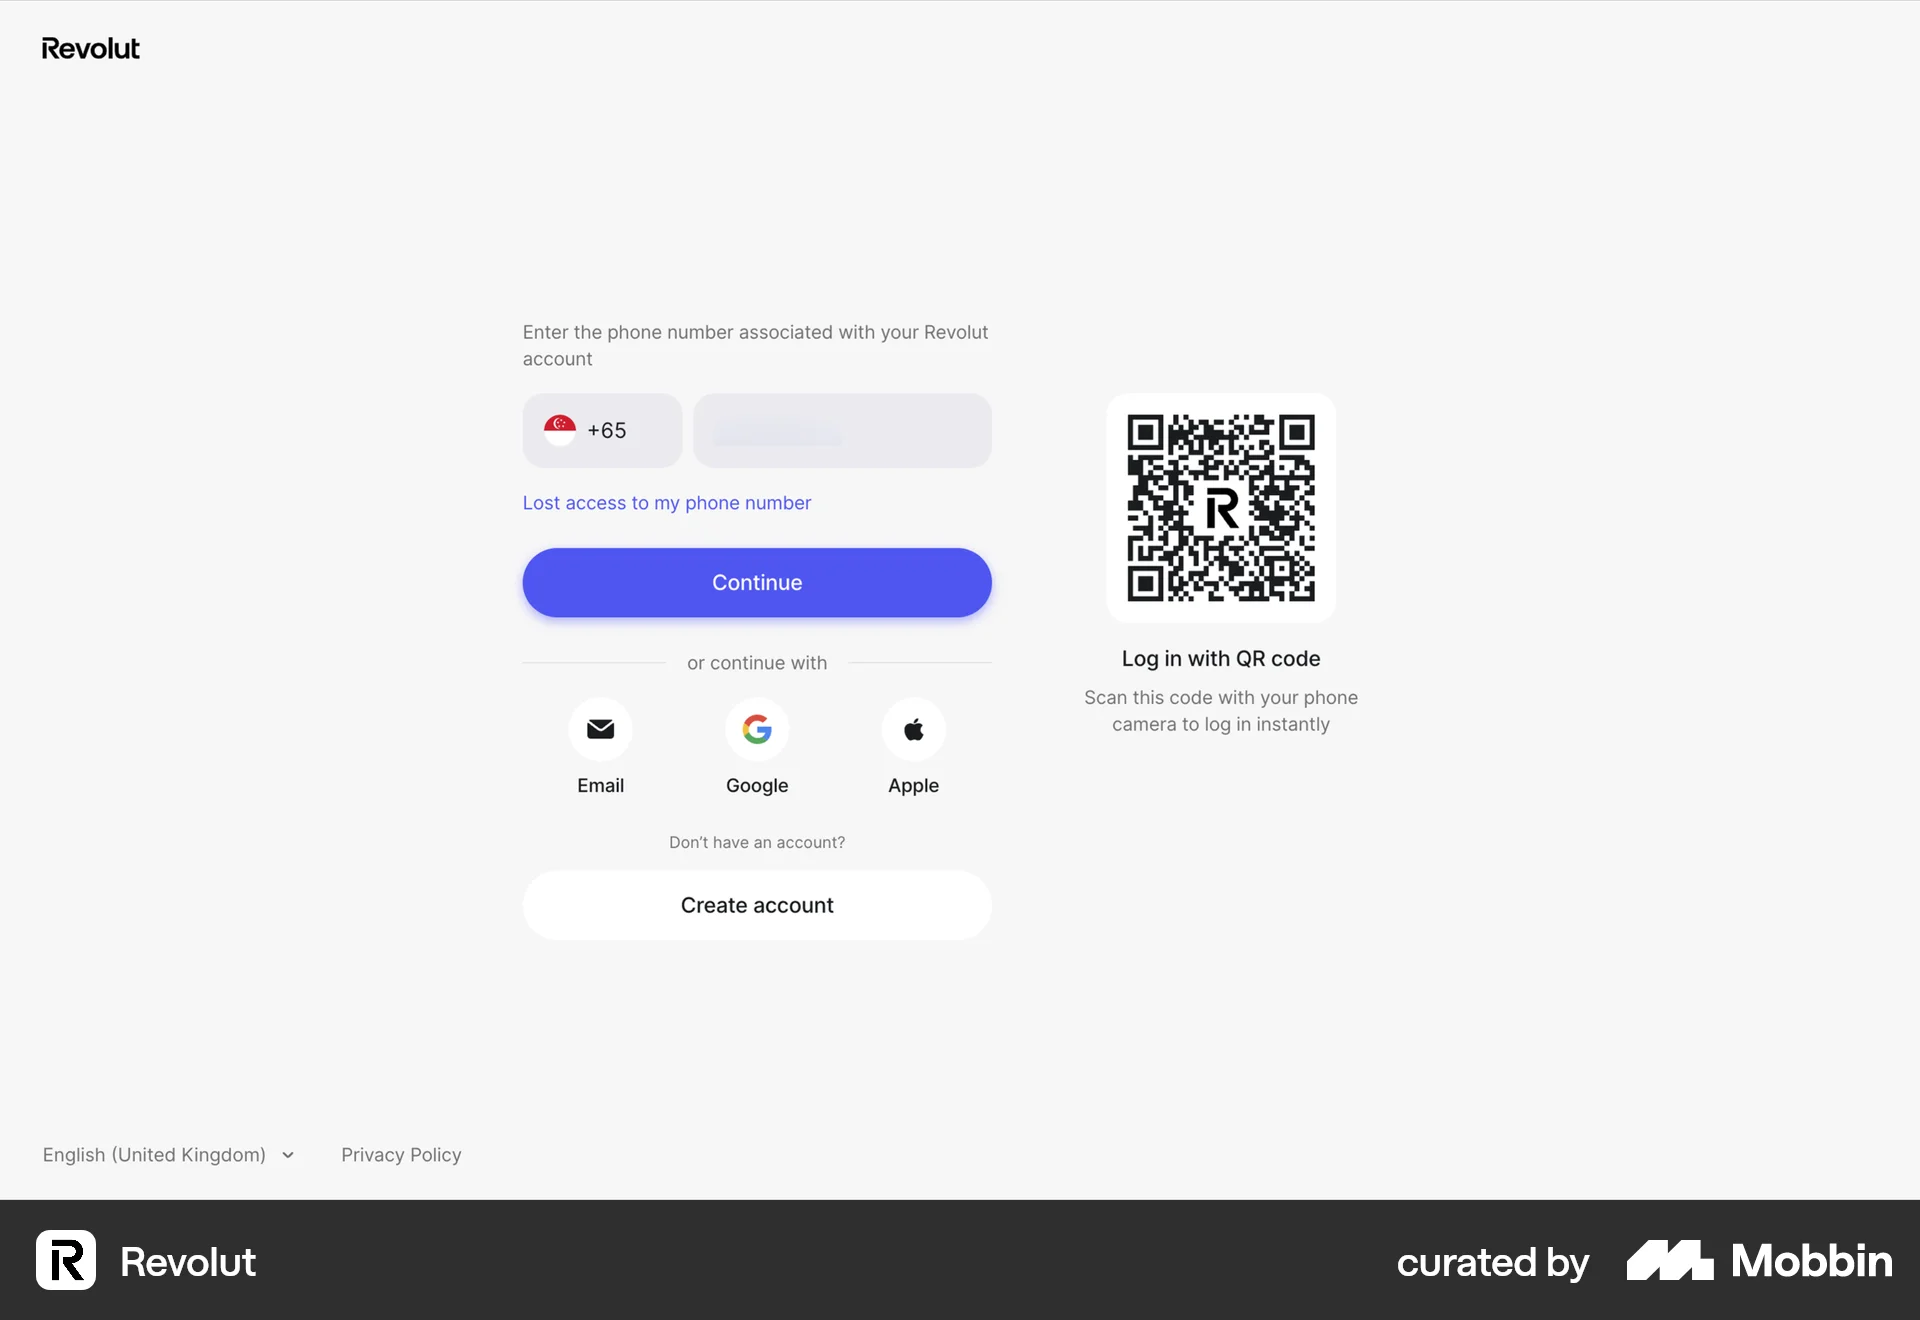 Revolut
Enter the phone number associated with your Revolut
account
+65
Lost access to my phone number
Continue
or continue with
Email
Google
Apple
Don't have an account?
Create account
R
Log in with QR code
Scan this code with your phone
camera to log in instantly
English (United Kingdom)
Privacy Policy
R Revolut
curated by Mobbin